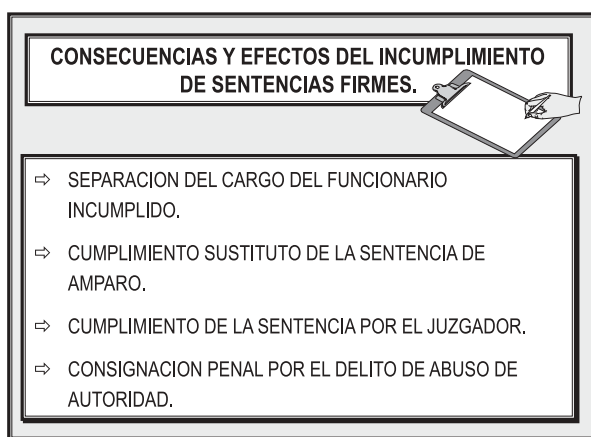 CONSECUENCIAS Y EFECTOS DEL INCUMPLIMIENTO
DE SENTENCIAS FIRMES.
⇨ SEPARACION DEL CARGO DEL FUNCIONARIO
INCUMPLIDO.
⇨ CUMPLIMIENTO SUSTITUTO DE LA SENTENCIA DE
AMPARO.
⇨ CUMPLIMIENTO DE LA SENTENCIA POR EL JUZGADOR.
⇨ CONSIGNACION PENAL POR EL DELITO DE ABUSO DE
AUTORIDAD.